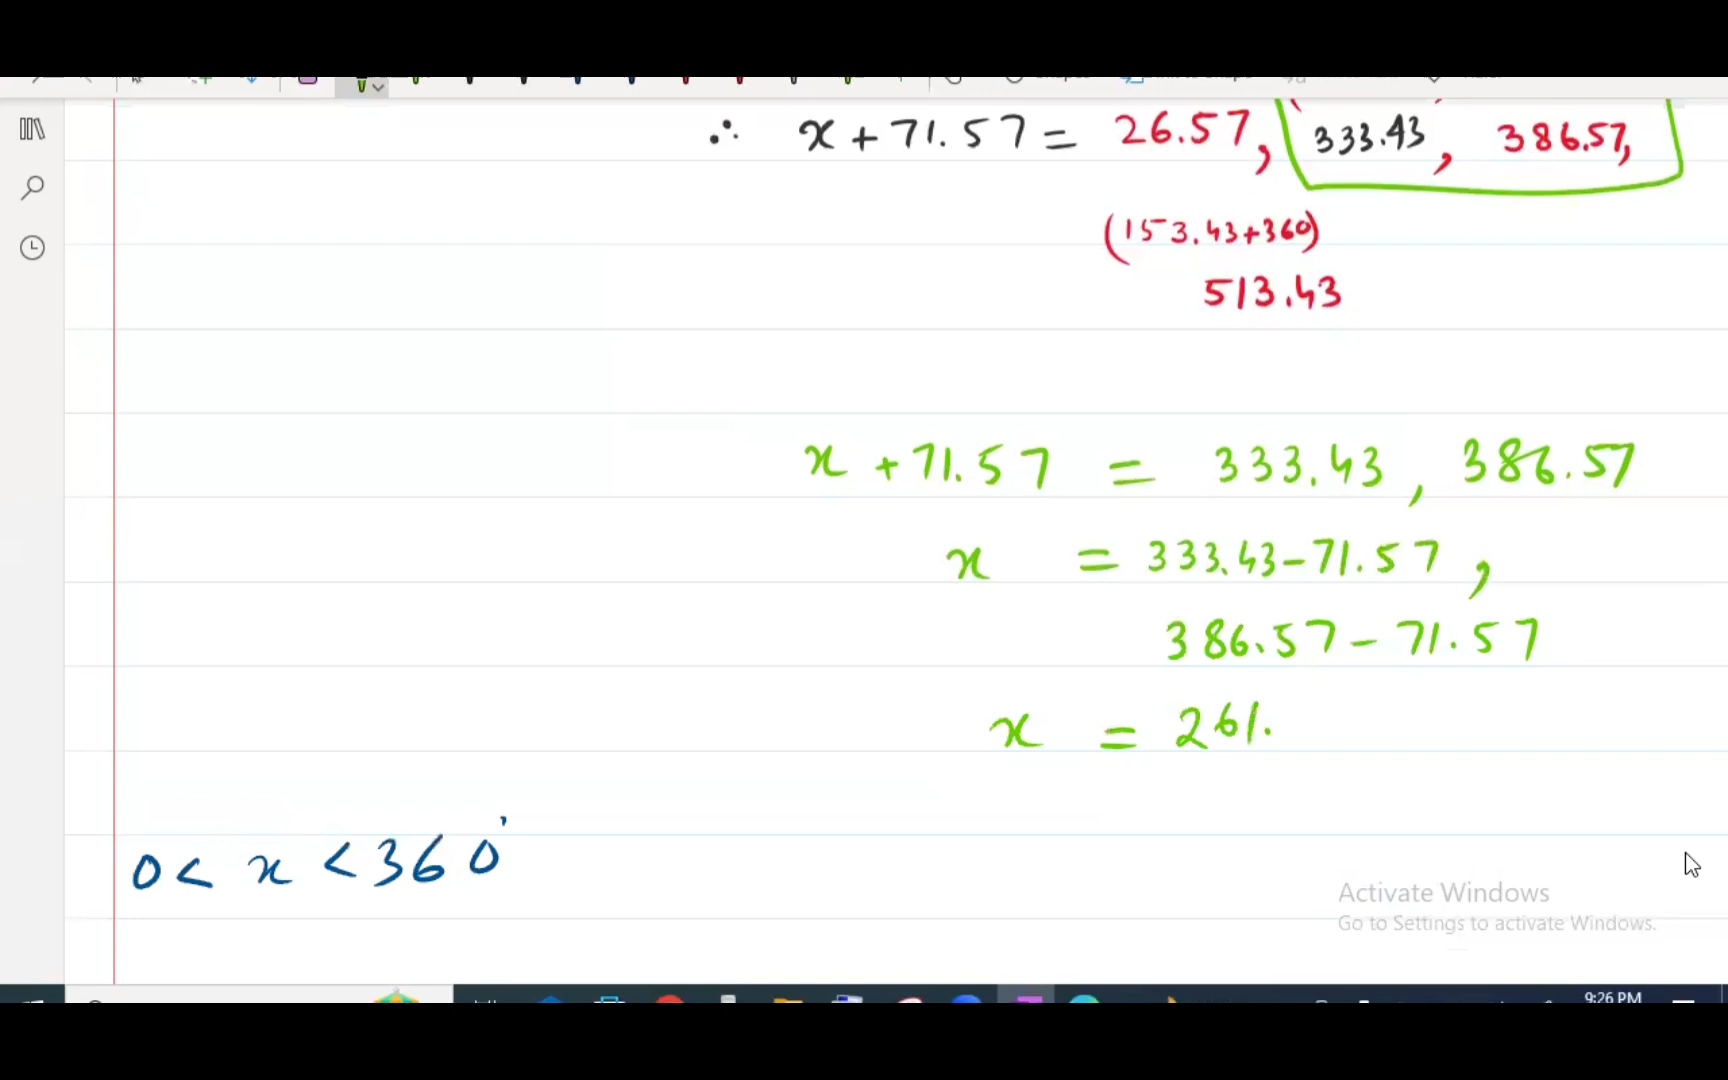 ∴ x + 71.57 = 26.57, 333.43, 386.57,
(153.43+360)
513.43
x + 71.57 = 333.43, 386.57
x = 333.43-71.57,
386.57 - 71.57
x = 261.
0 < x < 360°
Activate Windows
Go to Settings to activate Windows.
9:26 PM